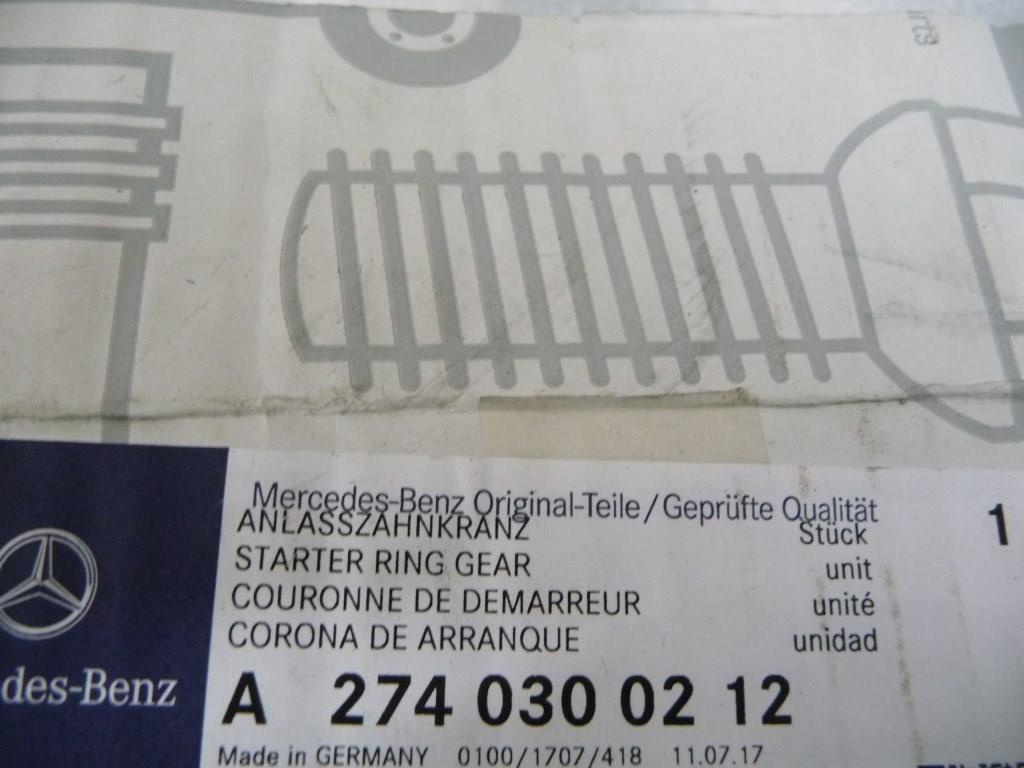 Mercedes-Benz Original-Teile/Geprüfte Qualität
ANLASSZAHNKRANZ Stück 1
STARTER RING GEAR unit
COURONNE DE DEMARREUR unité
CORONA DE ARRANQUE unidad
des-Benz
A 274 030 02 12
Made in GERMANY 0100/1707/418 11.07.17